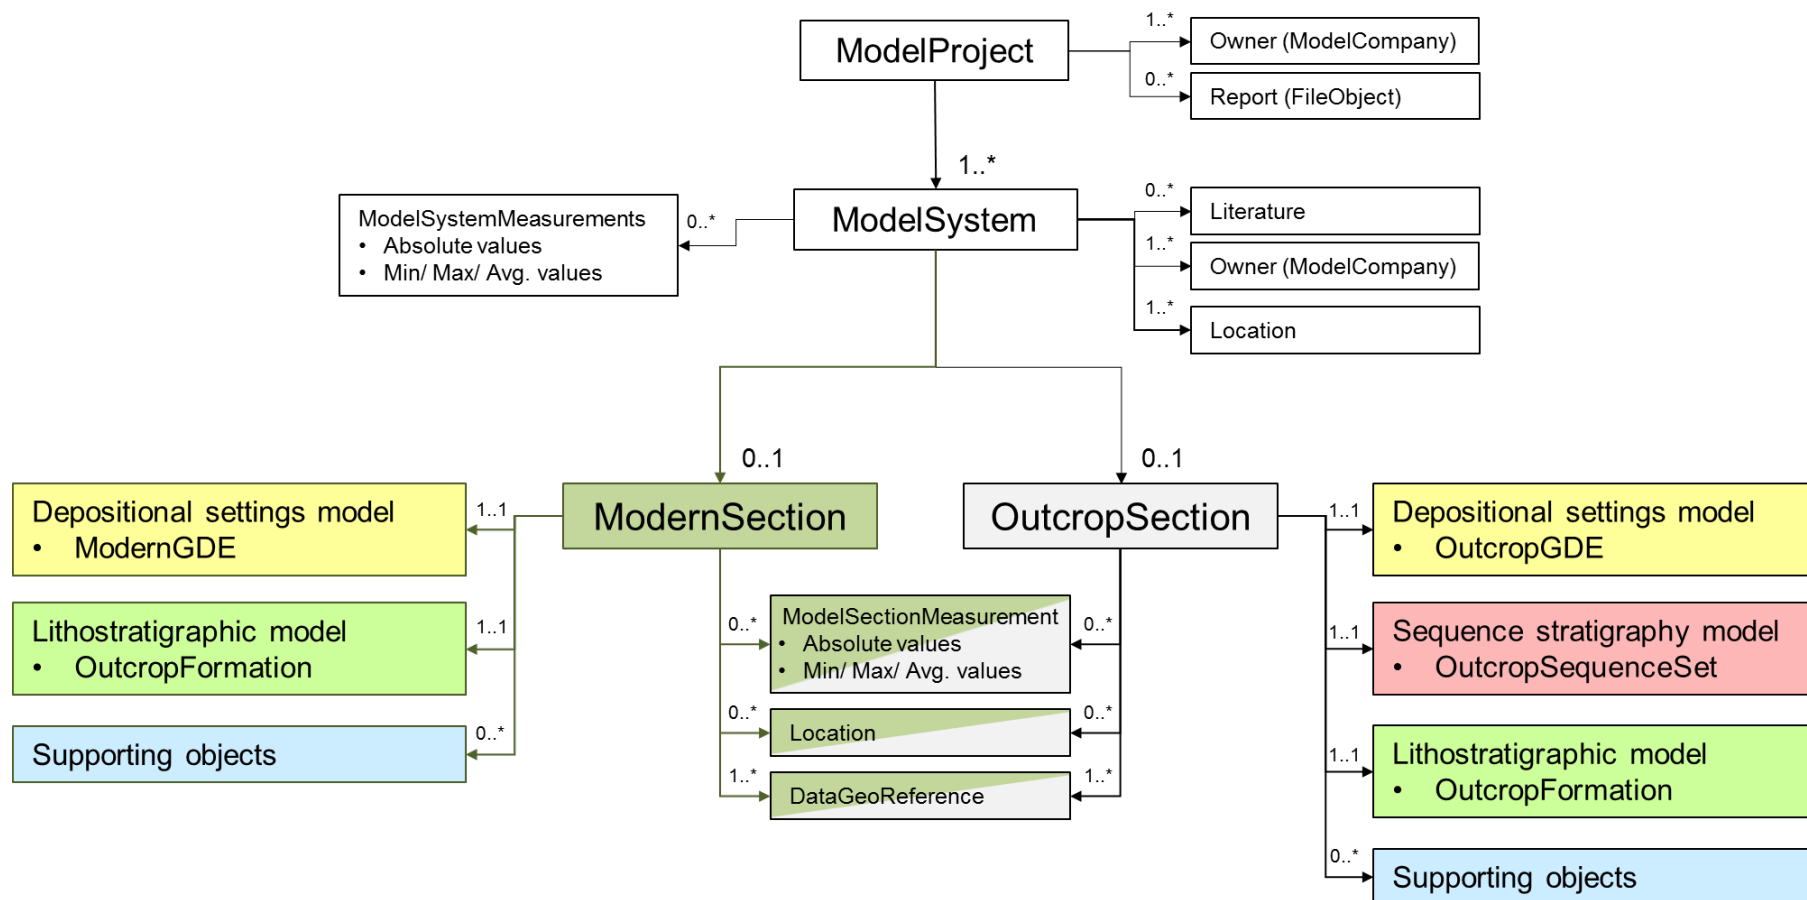 ModelProject
1..*
Owner (ModelCompany)
0..*
Report (FileObject)
1..*
ModelSystemMeasurements
• Absolute values
• Min/ Max/ Avg. values
0..*
ModelSystem
0..*
Literature
1..*
Owner (ModelCompany)
1..*
Location
0..1
0..1
Depositional settings model
• ModernGDE
1..1
ModernSection
OutcropSection
1..1
Depositional settings model
• OutcropGDE
Lithostratigraphic model
• OutcropFormation
1..1
0..*
ModelSectionMeasurement
• Absolute values
• Min/ Max/ Avg. values
0..*
1..1
Sequence stratigraphy model
• OutcropSequenceSet
Supporting objects
0..*
0..*
Location
0..*
1..*
DataGeoReference
1..*
1..1
Lithostratigraphic model
• OutcropFormation
0..*
Supporting objects